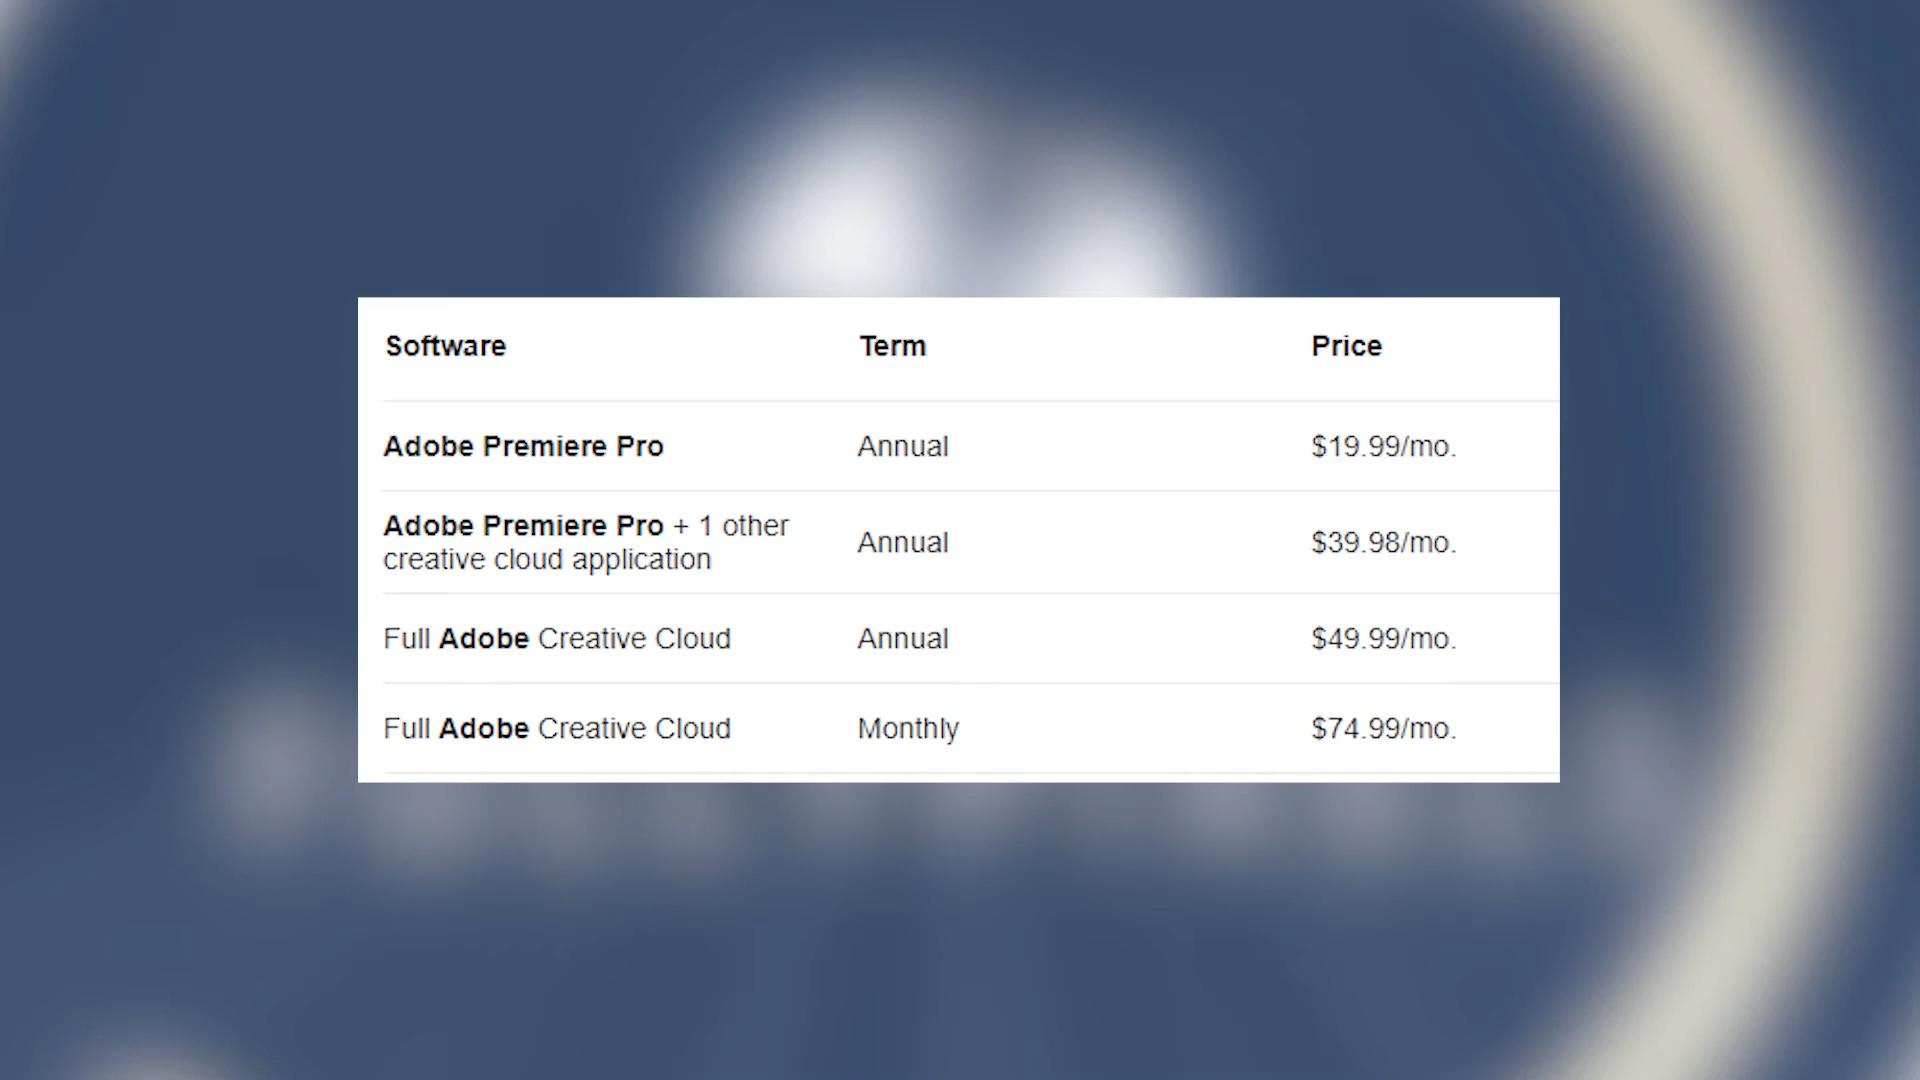 Software Term Price
Adobe Premiere Pro Annual $19.99/mo.
Adobe Premiere Pro + 1 other
creative cloud application Annual $39.98/mo.
Full Adobe Creative Cloud Annual $49.99/mo.
Full Adobe Creative Cloud Monthly $74.99/mo.